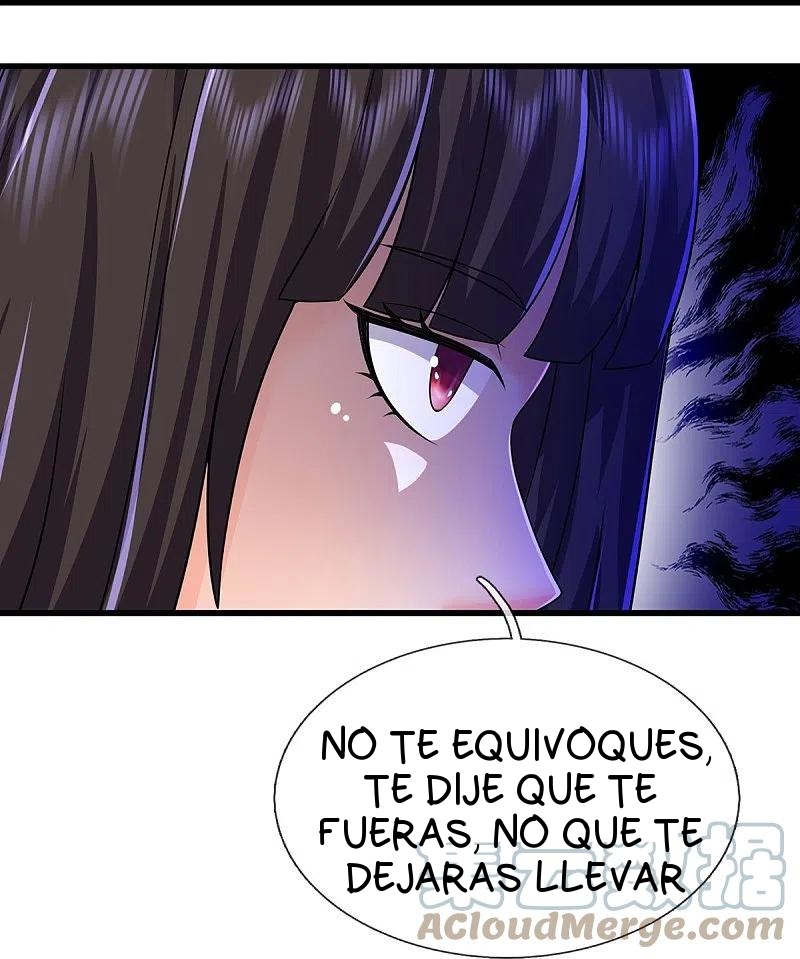 NO TE EQUIVOQUES,
TE DIJE QUE TE
FUERAS, NO QUE TE
DEJARAS LLEVAR
ACloudMerge.com